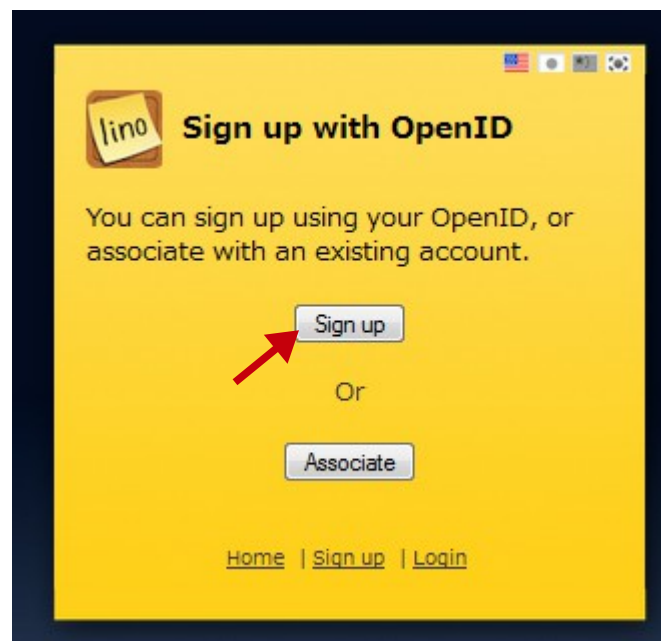 lino
Sign up with OpenID
You can sign up using your OpenID, or
associate with an existing account.
Sign up
Or
Associate
Home | Sign up | Login